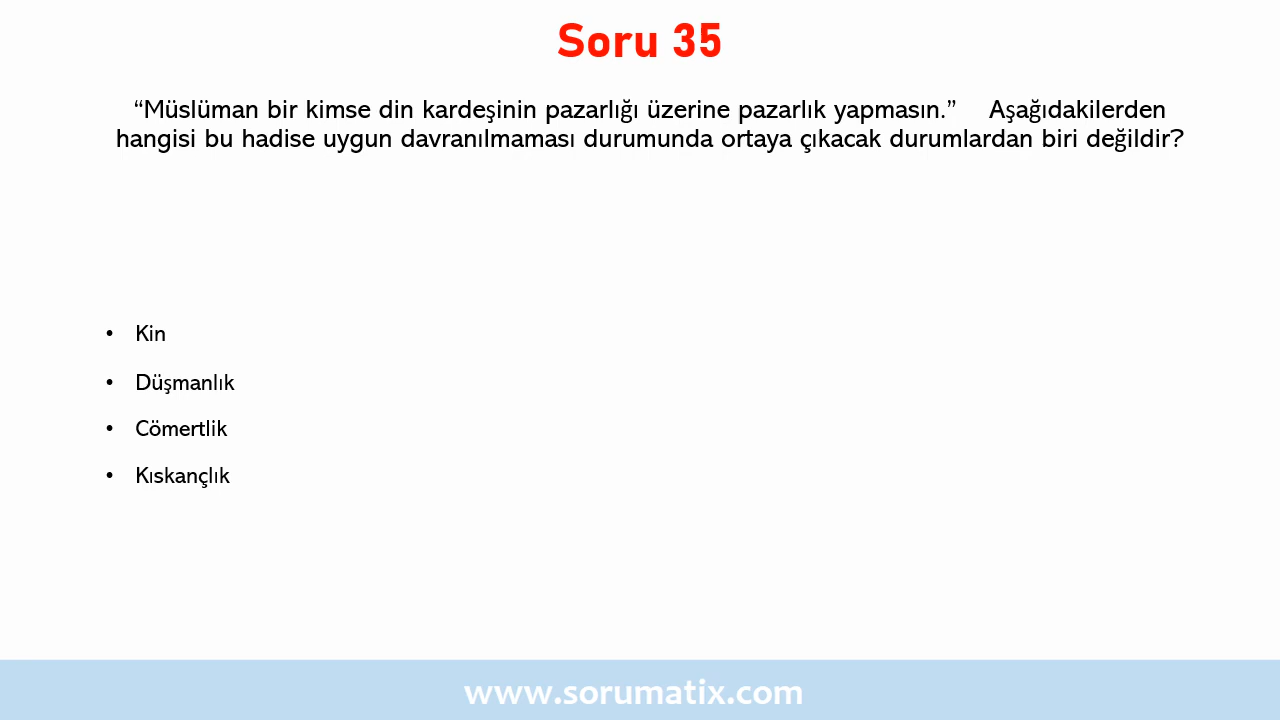 Soru 35
“Müslüman bir kimse din kardeşinin pazarlığı üzerine pazarlık yapmasın.” Aşağıdakilerden
hangisi bu hadise uygun davranılmaması durumunda ortaya çıkacak durumlardan biri değildir?
• Kin
• Düşmanlık
• Cömertlik
• Kıskançlık
www.sorumatix.com